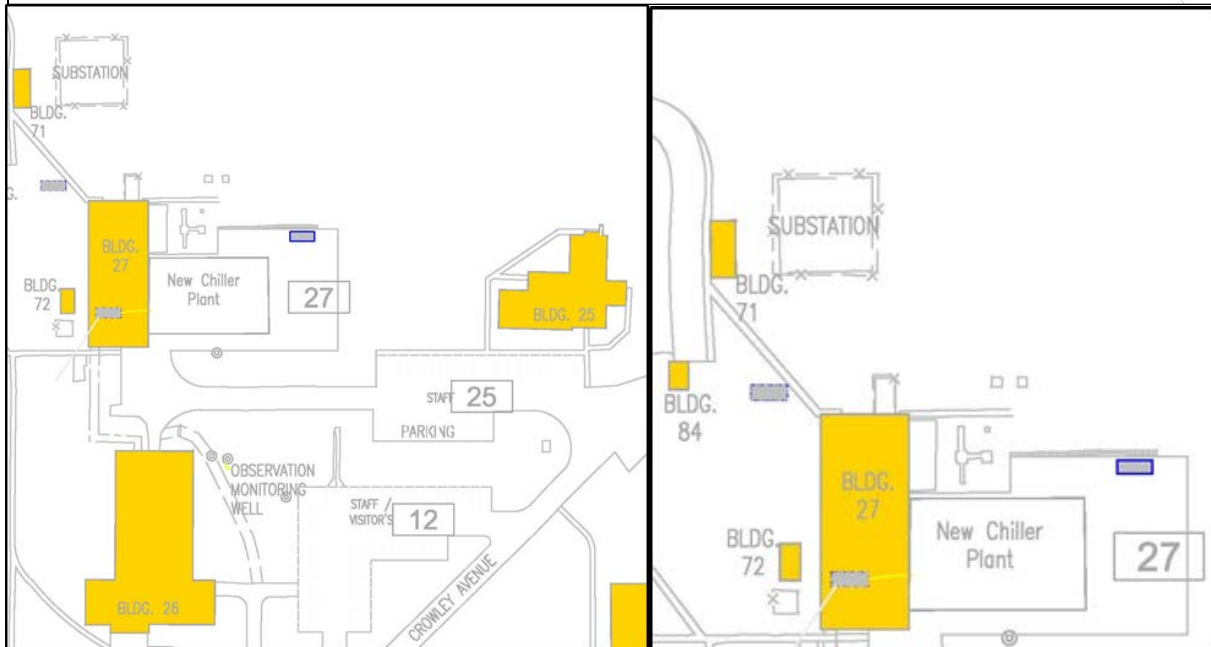 SUBSTATION
BLDG.
71
G.
BLDG.
27
BLDG.
72
New Chiller
Plant
27
BLDG. 25
STAFF
25
PARKING
OBSERVATION
MONITORING
WELL
STAFF /
VISITOR'S
12
CROWLEY AVENUE
BLDG. 26
SUBSTATION
BLDG.
71
BLDG.
84
BLDG.
27
BLDG.
72
New Chiller
Plant
27